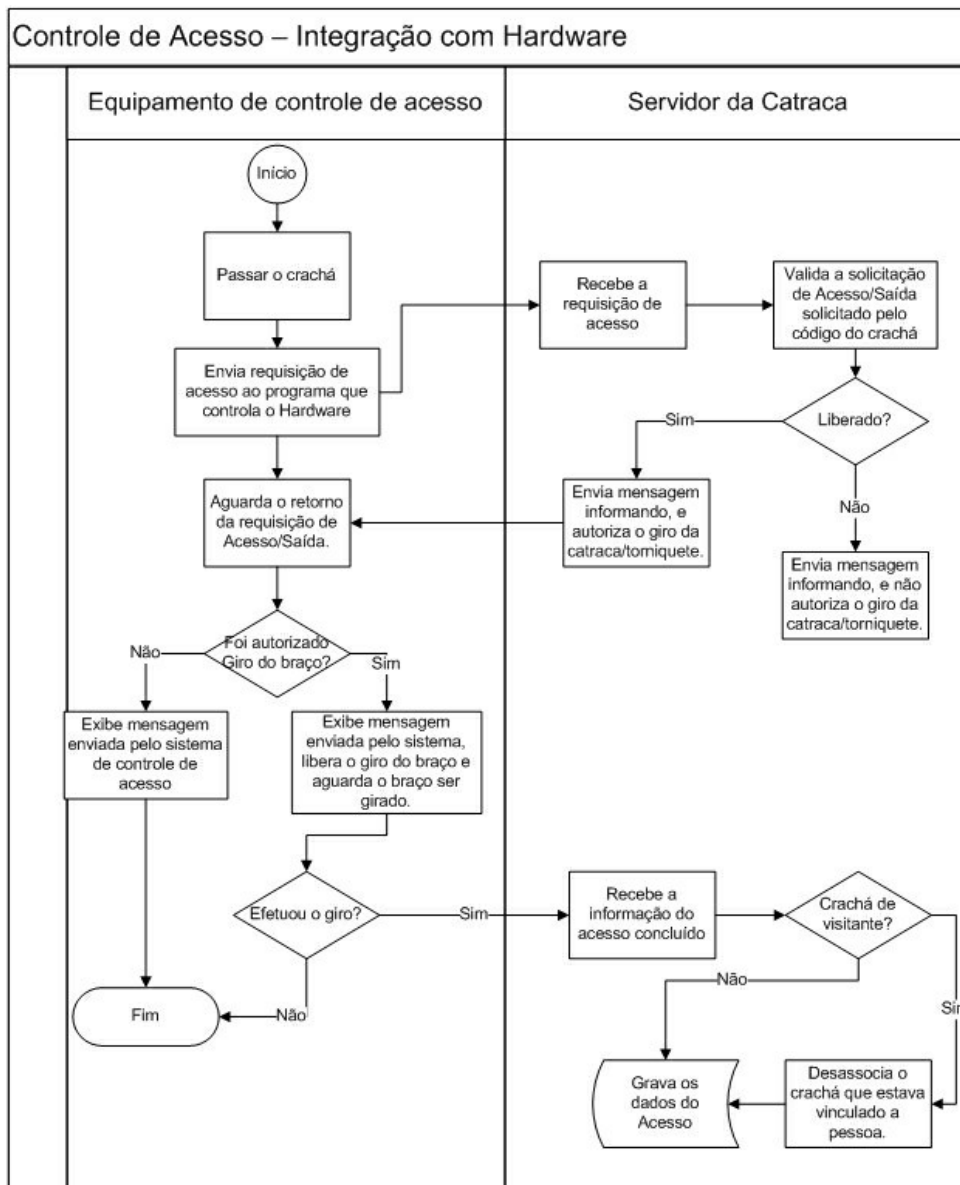 Controle de Acesso – Integração com Hardware
Equipamento de controle de acesso
Servidor da Catraca
Início
Passar o crachá
Envia requisição de
acesso ao programa que
controla o Hardware
Recebe a
requisição de
acesso
Valida a solicitação
de Acesso/Saída
solicitado pelo
código do crachá
Liberado?
Sim
Não
Aguarda o retorno
da requisição de
Acesso/Saída.
Envia mensagem
informando, e
autoriza o giro da
catraca/torniquete.
Envia mensagem
informando, e não
autoriza o giro da
catraca/torniquete.
Foi autorizado
Giro do braço?
Não
Sim
Exibe mensagem
enviada pelo sistema
de controle de
acesso
Exibe mensagem
enviada pelo sistema,
libera o giro do braço e
aguarda o braço ser
girado.
Efetuou o giro?
Sim
Não
Fim
Recebe a
informação do
acesso concluído
Crachá de
visitante?
Não
Sim
Grava os
dados do
Acesso
Desassocia o
crachá que estava
vinculado a
pessoa.